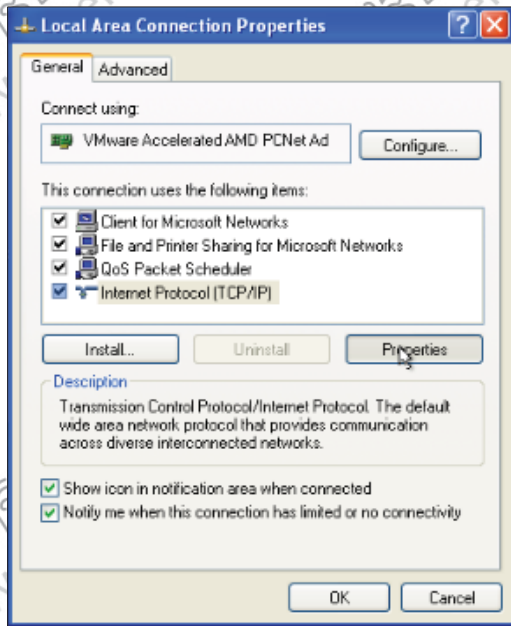 Local Area Connection Properties
General Advanced
Connect using:
VMware Accelerated AMD PCNet Ad Configure...
This connection uses the following items:
Client for Microsoft Networks
File and Printer Sharing for Microsoft Networks
QoS Packet Scheduler
Internet Protocol (TCP/IP)
Install... Uninstall Properties
Description
Transmission Control Protocol/Internet Protocol. The default
wide area network protocol that provides communication
across diverse interconnected networks.
Show icon in notification area when connected
Notify me when this connection has limited or no connectivity
OK Cancel